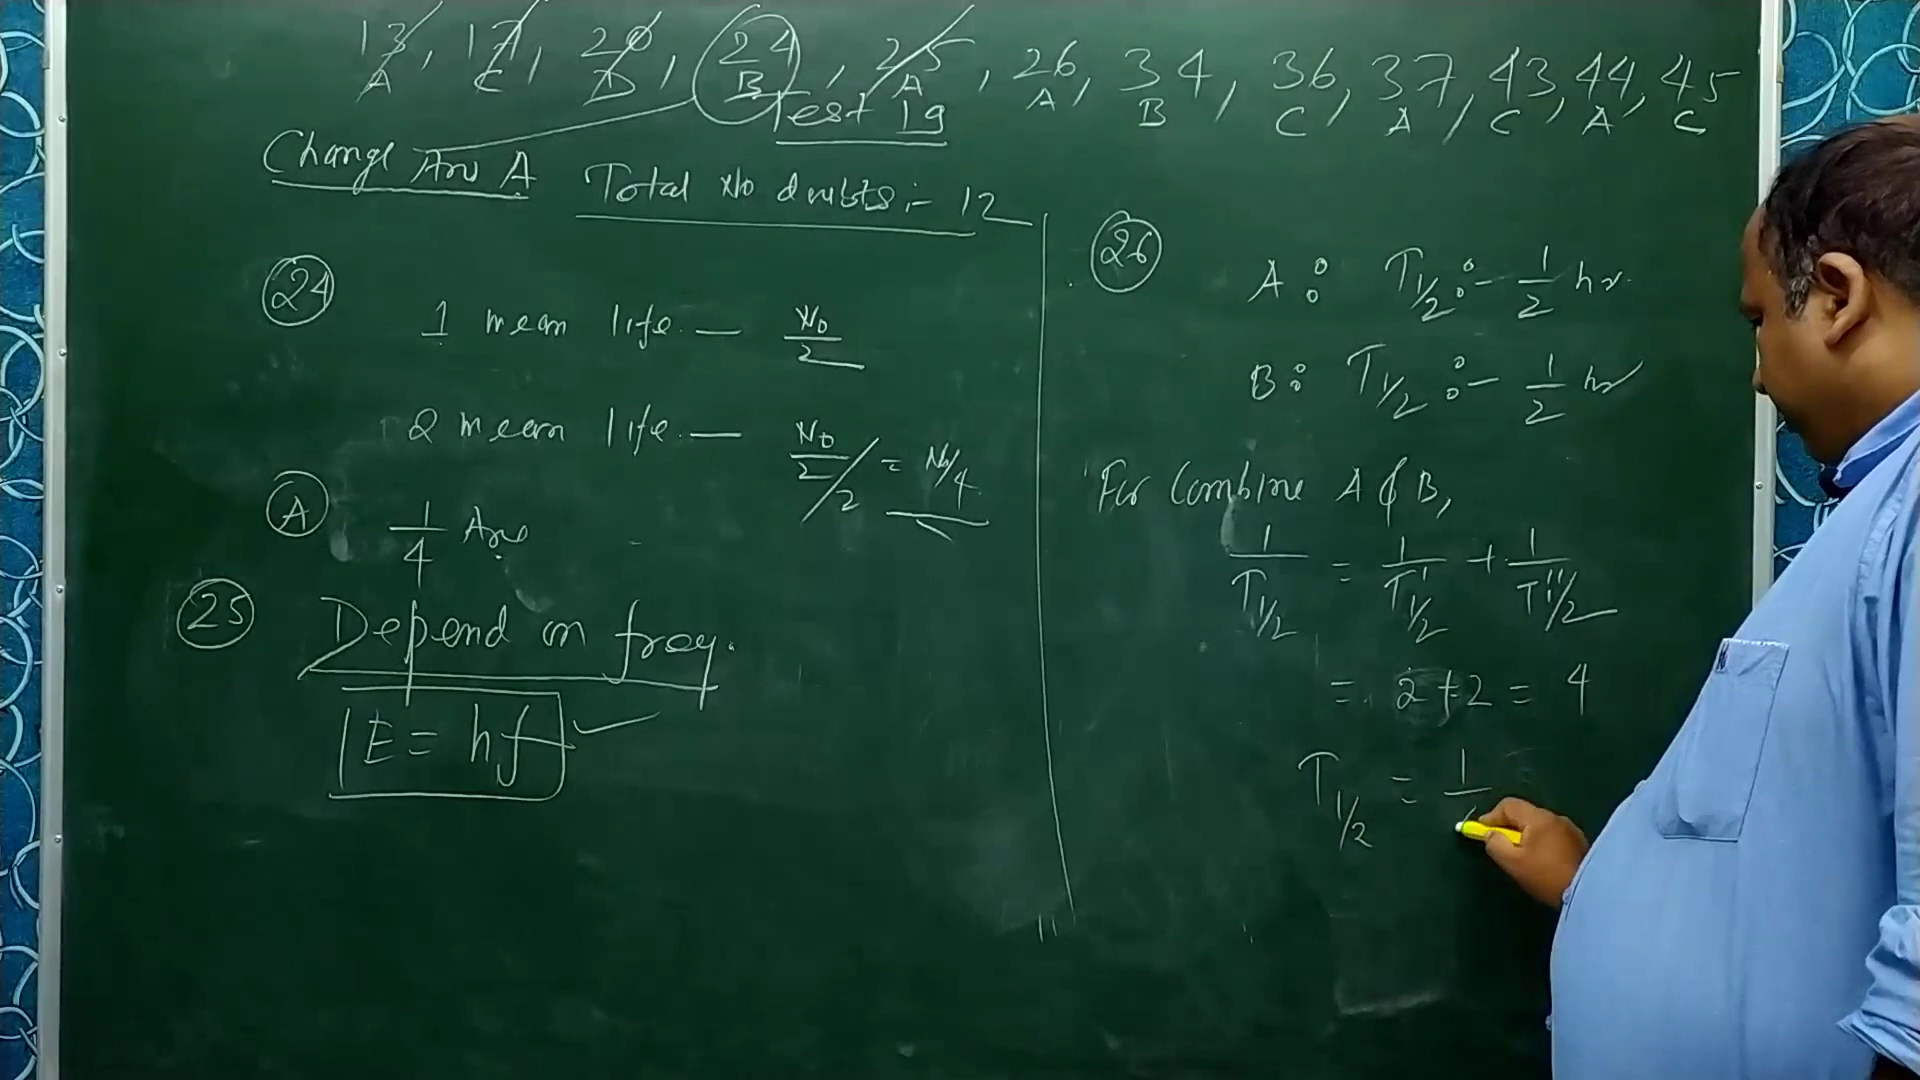 13, 17, 20, 24, 25, 26, 34, 36, 37, 43, 44, 45
A C D B A A B C A C A C
Test 19
Change Ans A Total No doubts :- 12
24
1 mean life. — N0/2
2 mean life. — N0/2/2 = N0/4
A 1/4 Ans
25 Depend on freq.
E = hf
26 A : T1/2 :- 1/2 hr.
B : T1/2 :- 1/2 hr
For Combine A & B,
1/T1/2 = 1/T'1/2 + 1/T"1/2
= 2+2 = 4
T1/2 = 1